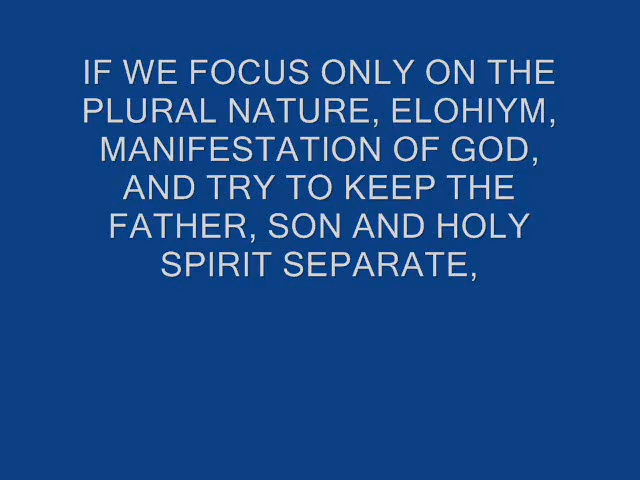 IF WE FOCUS ONLY ON THE
PLURAL NATURE, ELOHIYM,
MANIFESTATION OF GOD,
AND TRY TO KEEP THE
FATHER, SON AND HOLY
SPIRIT SEPARATE,